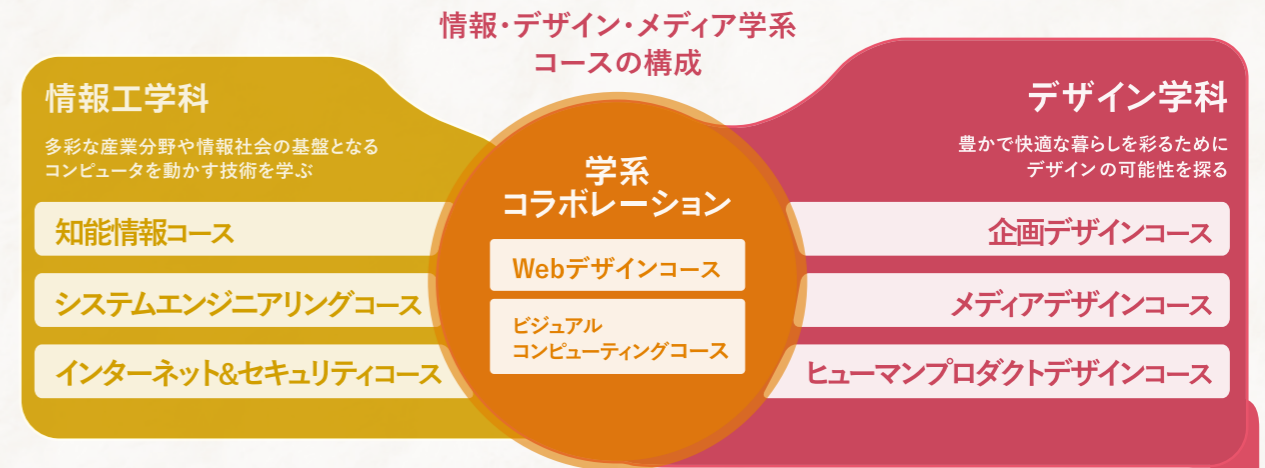 情報・デザイン・メディア学系
コースの構成
情報工学科
多彩な産業分野や情報社会の基盤となる
コンピュータを動かす技術を学ぶ
知能情報コース
システムエンジニアリングコース
インターネット&セキュリティコース
学系
コラボレーション
Webデザインコース
ビジュアル
コンピューティングコース
デザイン学科
豊かで快適な暮らしを彩るために
デザインの可能性を探る
企画デザインコース
メディアデザインコース
ヒューマンプロダクトデザインコース